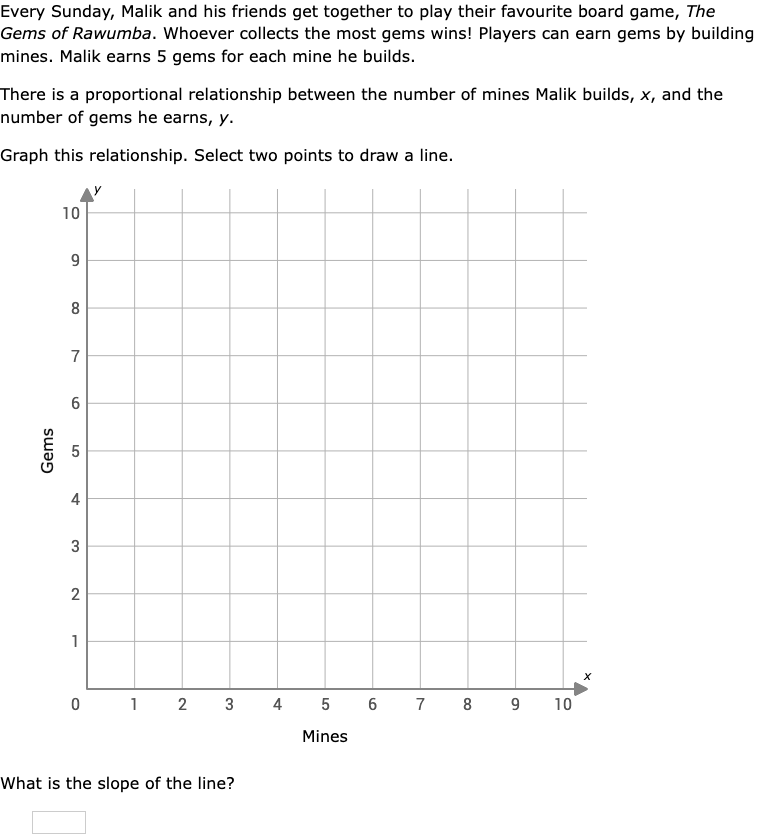 Every Sunday, Malik and his friends get together to play their favourite board game, The
Gems of Rawumba. Whoever collects the most gems wins! Players can earn gems by building
mines. Malik earns 5 gems for each mine he builds.
There is a proportional relationship between the number of mines Malik builds, x, and the
number of gems he earns, y.
Graph this relationship. Select two points to draw a line.
y
10
9
8
7
6
5
4
3
2
1
Gems
x
0 1 2 3 4 5 6 7 8 9 10
Mines
What is the slope of the line?